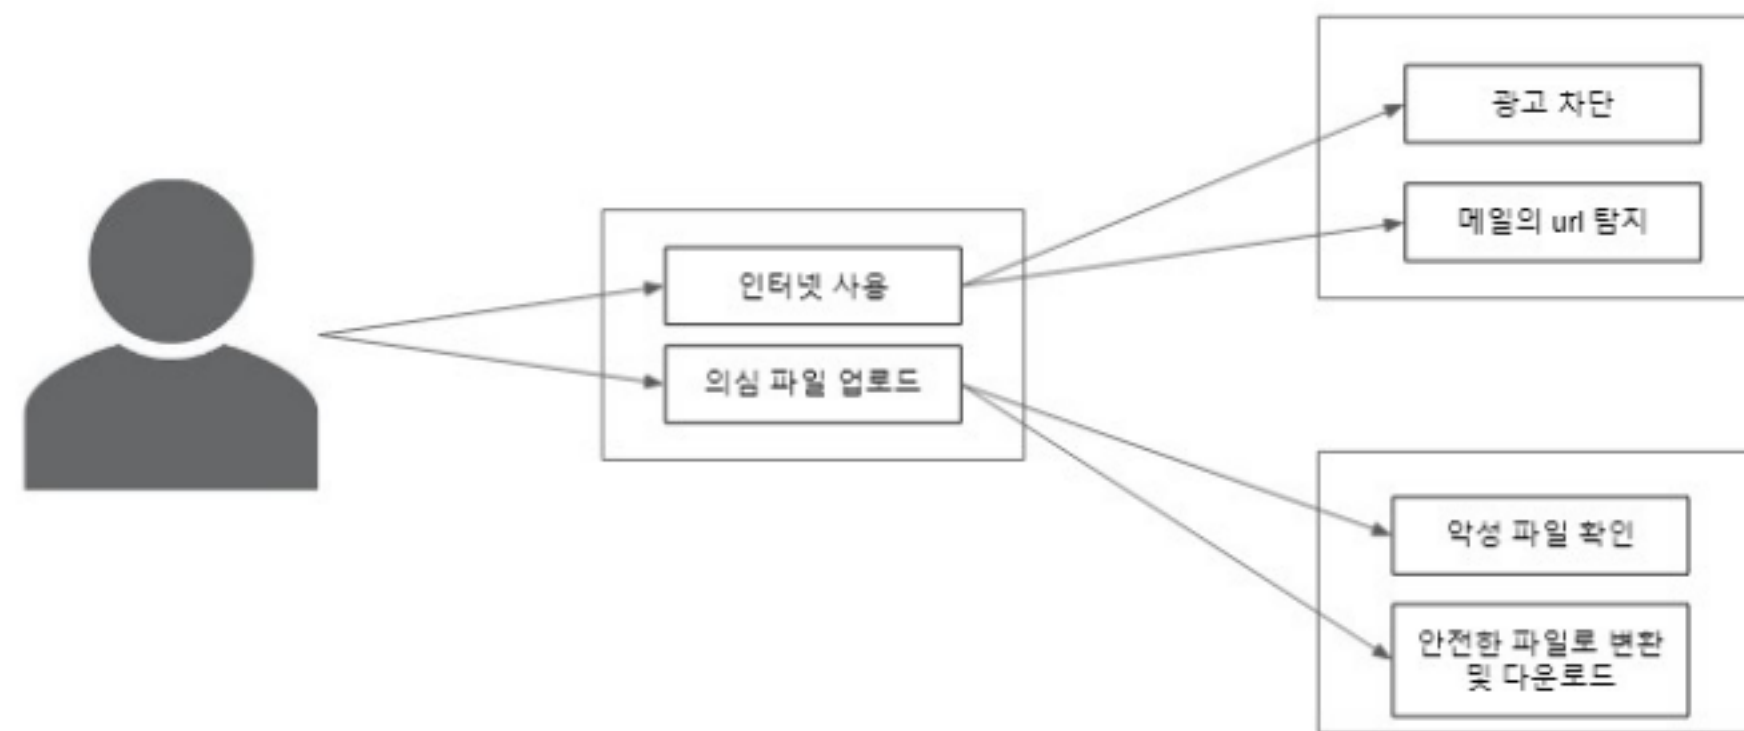 광고 차단
메일의 url 탐지
인터넷 사용
의심 파일 업로드
악성 파일 확인
안전한 파일로 변환
및 다운로드